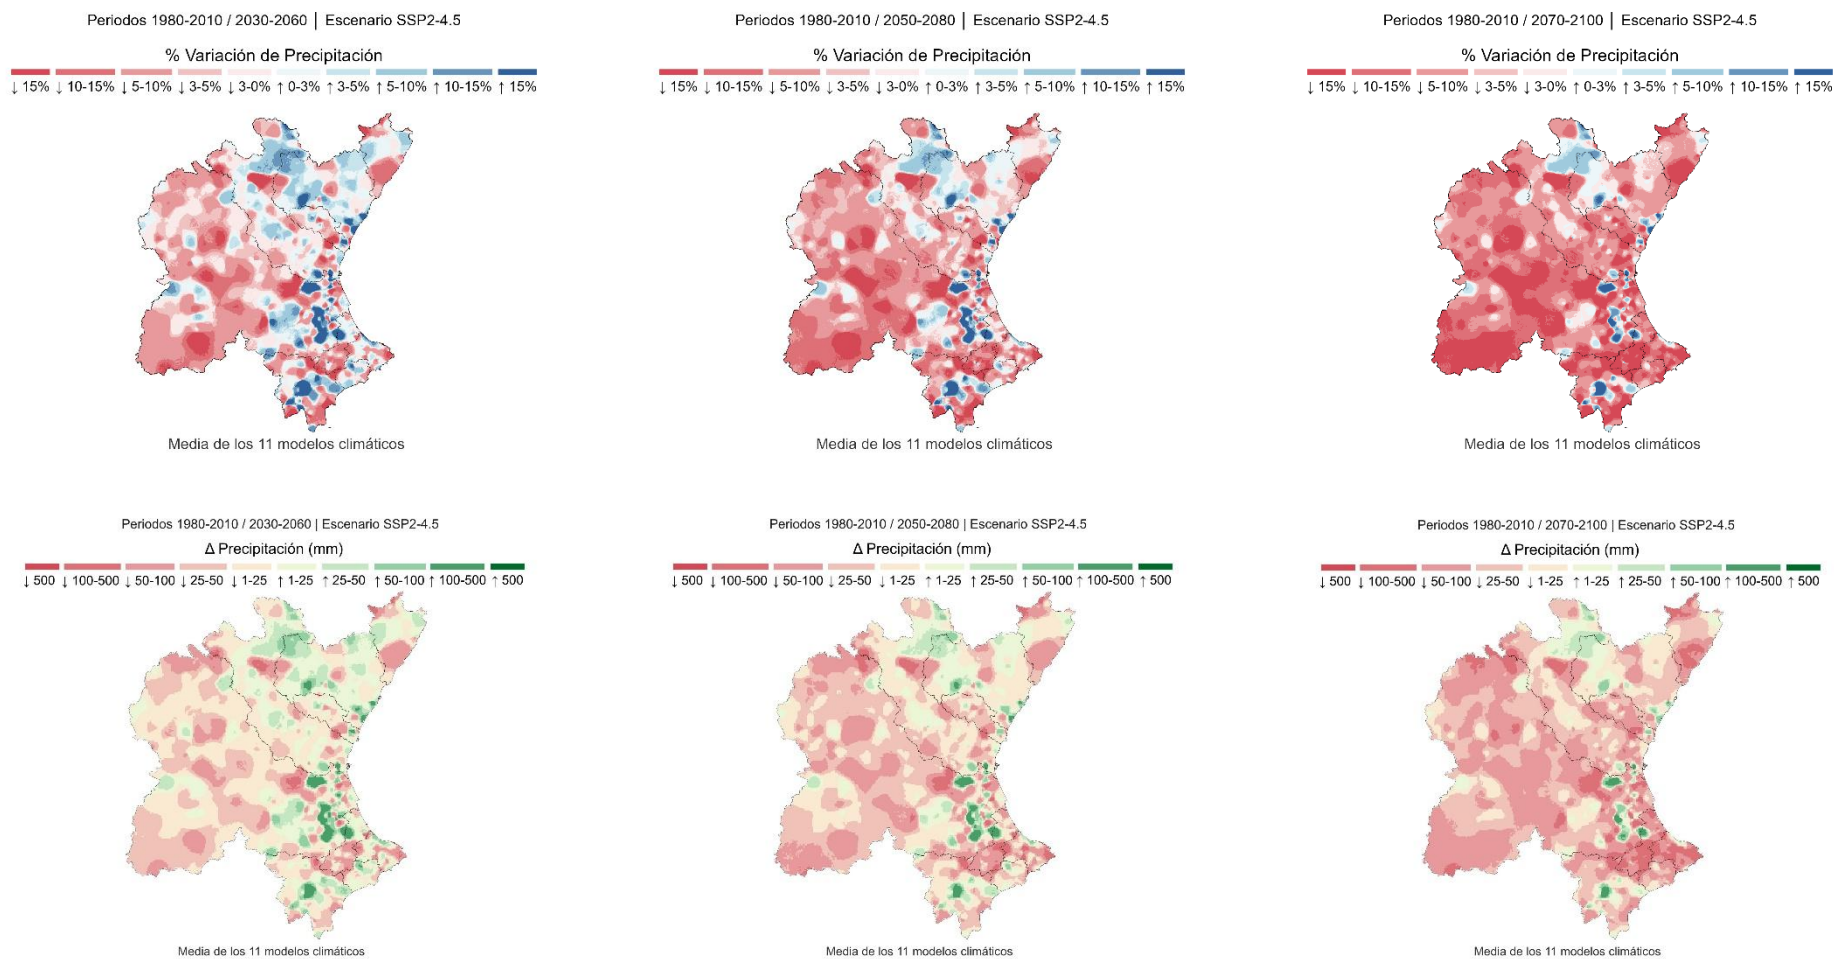 Periodos 1980-2010 / 2030-2060 | Escenario SSP2-4.5
% Variación de Precipitación
↓ 15% ↓ 10-15% ↓ 5-10% ↓ 3-5% ↓ 3-0% ↑ 0-3% ↑ 3-5% ↑ 5-10% ↑ 10-15% ↑ 15%
Media de los 11 modelos climáticos
Periodos 1980-2010 / 2050-2080 | Escenario SSP2-4.5
% Variación de Precipitación
↓ 15% ↓ 10-15% ↓ 5-10% ↓ 3-5% ↓ 3-0% ↑ 0-3% ↑ 3-5% ↑ 5-10% ↑ 10-15% ↑ 15%
Media de los 11 modelos climáticos
Periodos 1980-2010 / 2070-2100 | Escenario SSP2-4.5
% Variación de Precipitación
↓ 15% ↓ 10-15% ↓ 5-10% ↓ 3-5% ↓ 3-0% ↑ 0-3% ↑ 3-5% ↑ 5-10% ↑ 10-15% ↑ 15%
Media de los 11 modelos climáticos
Periodos 1980-2010 / 2030-2060 | Escenario SSP2-4.5
Δ Precipitación (mm)
↓ 500 ↓ 100-500 ↓ 50-100 ↓ 25-50 ↓ 1-25 ↑ 1-25 ↑ 25-50 ↑ 50-100 ↑ 100-500 ↑ 500
Media de los 11 modelos climáticos
Periodos 1980-2010 / 2050-2080 | Escenario SSP2-4.5
Δ Precipitación (mm)
↓ 500 ↓ 100-500 ↓ 50-100 ↓ 25-50 ↓ 1-25 ↑ 1-25 ↑ 25-50 ↑ 50-100 ↑ 100-500 ↑ 500
Media de los 11 modelos climáticos
Periodos 1980-2010 / 2070-2100 | Escenario SSP2-4.5
Δ Precipitación (mm)
↓ 500 ↓ 100-500 ↓ 50-100 ↓ 25-50 ↓ 1-25 ↑ 1-25 ↑ 25-50 ↑ 50-100 ↑ 100-500 ↑ 500
Media de los 11 modelos climáticos